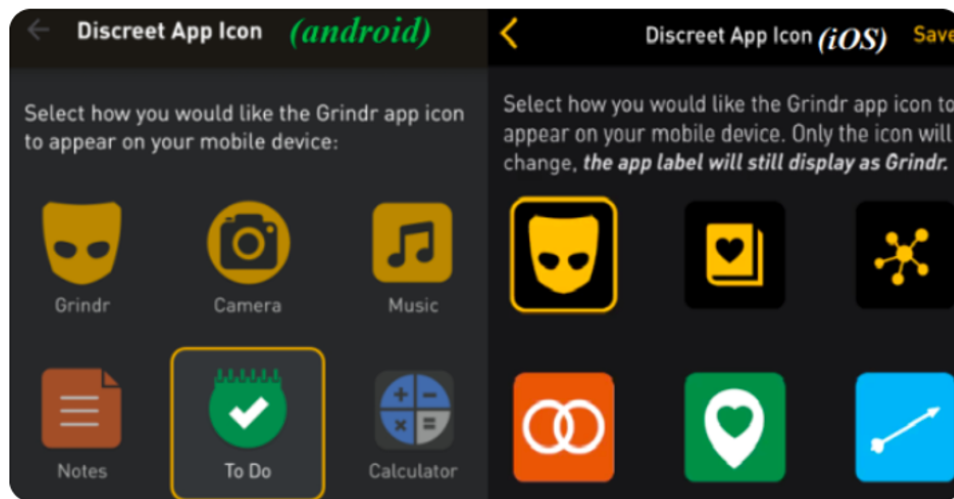 Discreet App Icon (android)
Select how you would like the Grindr app icon
to appear on your mobile device:
Grindr
Camera
Music
Notes
To Do
Calculator
Discreet App Icon (iOS) Save
Select how you would like the Grindr app icon to
appear on your mobile device. Only the icon will
change, the app label will still display as Grindr.